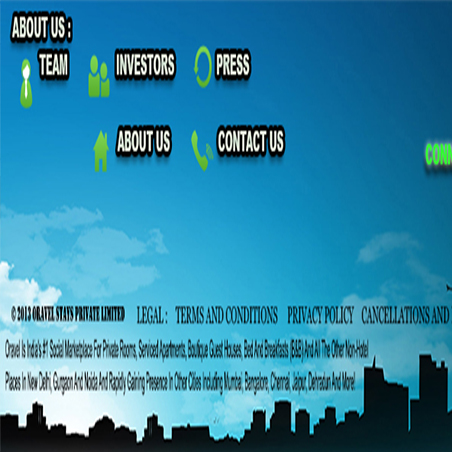 ABOUT US :
TEAM INVESTORS PRESS
ABOUT US CONTACT US
CONN
© 2013 ORAVEL STAYS PRIVATE LIMITED LEGAL : TERMS AND CONDITIONS PRIVACY POLICY CANCELLATIONS AND
Oravel Is India's #1 Social Marketplace For Private Rooms, Serviced Apartments, Boutique Guest Houses, Bed And Breakfasts (B&B) And All The Other Non-Hotel
Places In New Delhi, Gurgaon And Noida And Rapidly Gaining Presence In Other Cities Including Mumbai, Bangalore, Chennai, Jaipur, Dehradun And More!